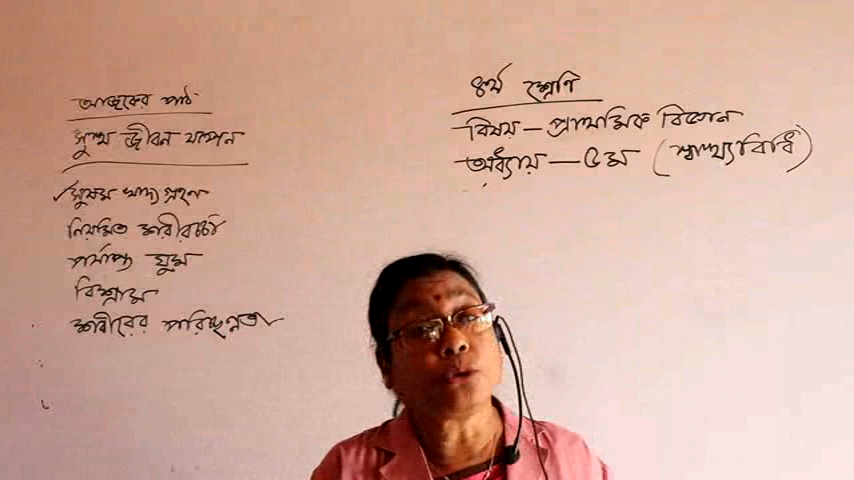 আজকের পাঠ
সুস্থ জীবন যাপন
সুষম খাদ্য গ্রহণ
নিয়মিত শরীরচর্চা
পর্যাপ্ত ঘুম
বিশ্রাম
শরীরের পরিচ্ছন্নতা
৪র্থ শ্রেণি
বিষয় - প্রাথমিক বিজ্ঞান
অধ্যায় - ৫ম (স্বাস্থ্যবিধি)